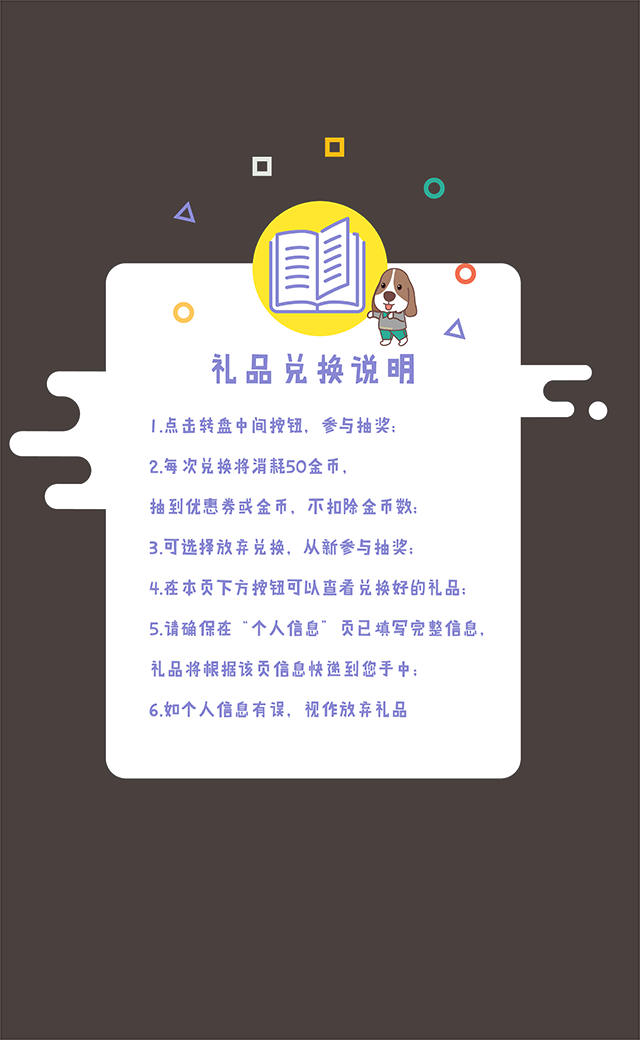 礼品兑换说明
1.点击转盘中间按钮，参与抽奖；
2.每次兑换将消耗50金币，
抽到优惠券或金币，不扣除金币数；
3.可选择放弃兑换，从新参与抽奖；
4.在本页下方按钮可以查看兑换好的礼品；
5.请确保在“个人信息”页已填写完整信息，
礼品将根据该页信息快递到您手中；
6.如个人信息有误，视作放弃礼品